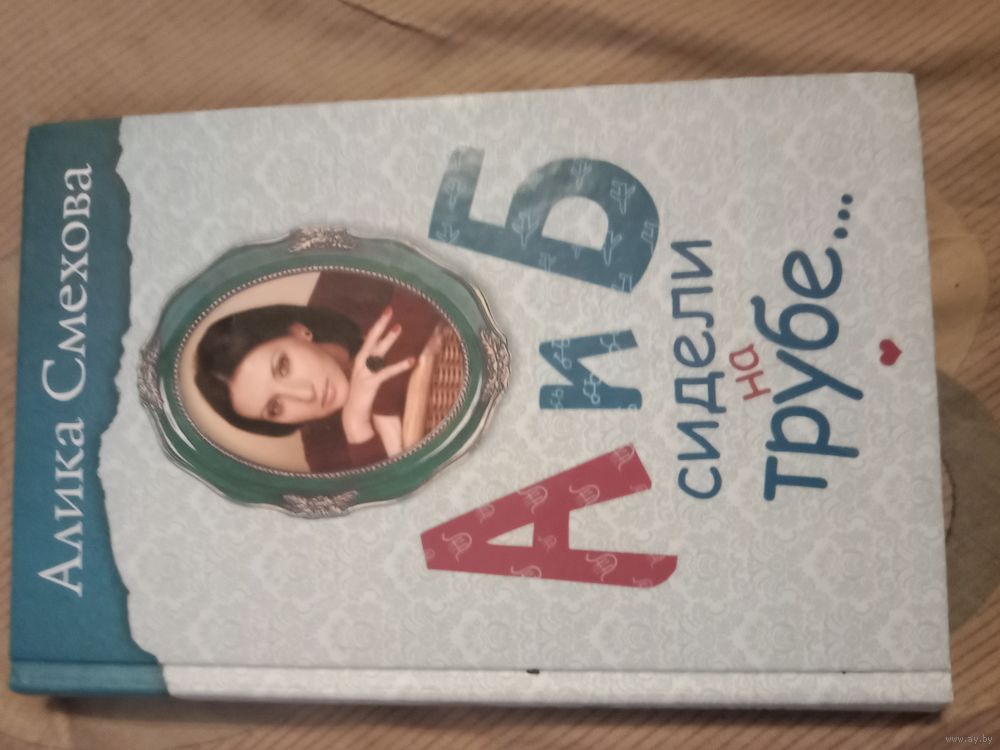 Алика Смехова
А и Б
сидели
на
трубе...
www.ay.by